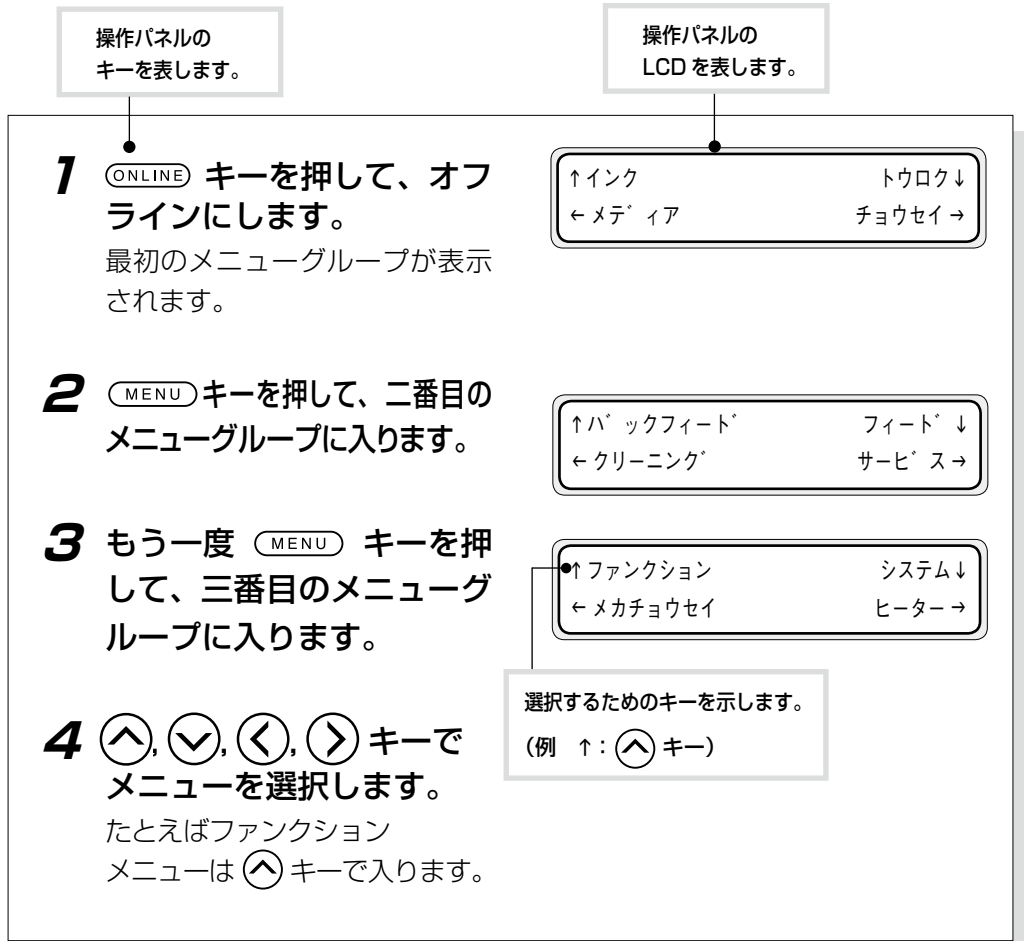 操作パネルの
キーを表します。
操作パネルの
LCD を表します。
1 ONLINE キーを押して、オフ
ラインにします。
最初のメニューグループが表示
されます。
↑インク トウロク↓
←メディア チョウセイ→
2 MENU キーを押して、二番目の
メニューグループに入ります。
↑バックフィード フィード↓
←クリーニング サービス→
3 もう一度 MENU キーを押
して、三番目のメニューグ
ループに入ります。
↑ファンクション システム↓
←メカチョウセイ ヒーター→
選択するためのキーを示します。
(例 ↑: キー)
4 , , , キーで
メニューを選択します。
たとえばファンクション
メニューは キーで入ります。